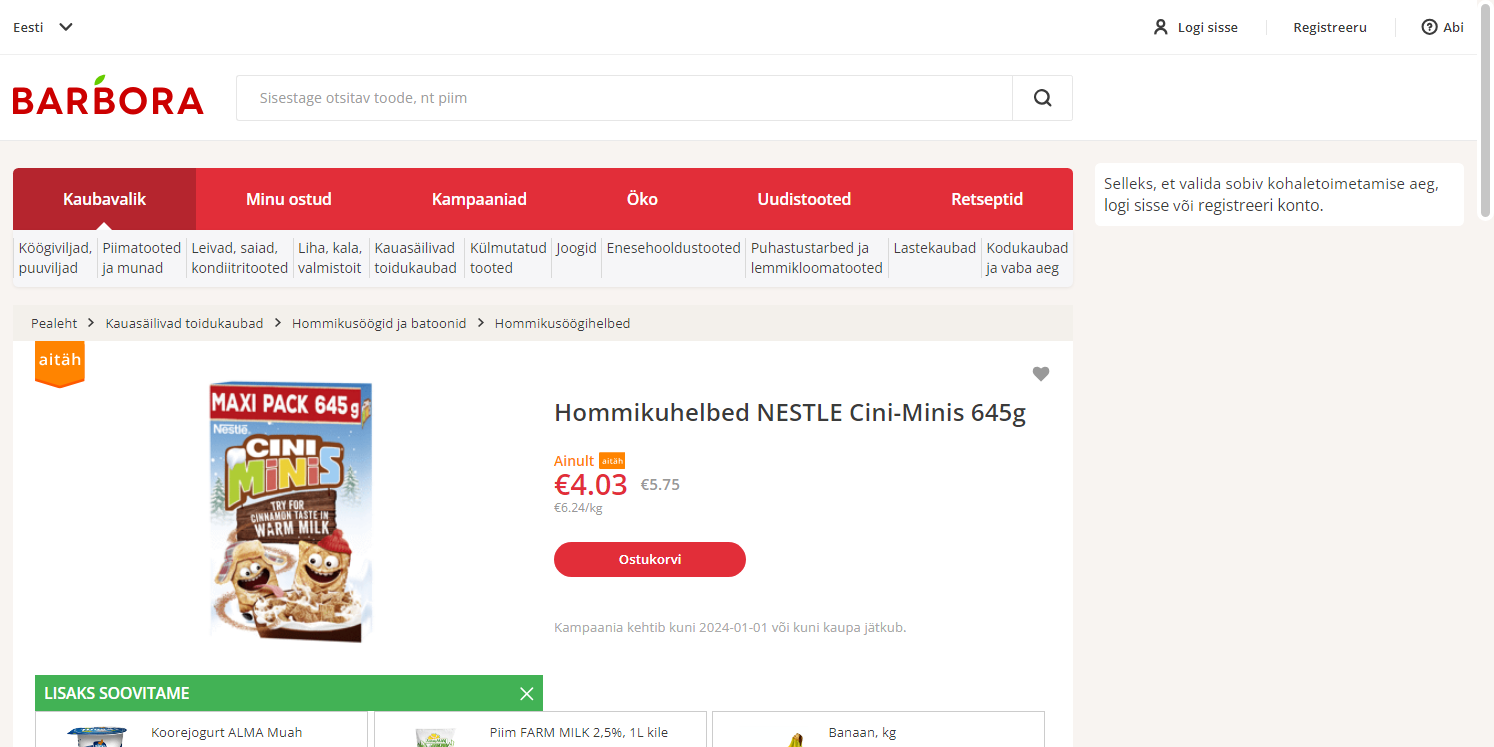 Eesti
Logi sisse
Registreeru
Abi
BARBORA
Sisestage otsitav toode, nt piim
Kaubavalik
Minu ostud
Kampaaniad
Öko
Uudistooted
Retseptid
Selleks, et valida sobiv kohaletoimetamise aeg,
logi sisse või registreeri konto.
Köögiviljad,
puuviljad
Piimatooted
ja munad
Leivad, saiad,
kondiitritooted
Liha, kala,
valmistoit
Kauasäilivad
toidukaubad
Külmutatud
tooted
Joogid
Enesehooldustooted
Puhastustarbed ja
lemmikloomatooted
Lastekaubad
Kodukaubad
ja vaba aeg
Pealeht
Kauasäilivad toidukaubad
Hommikusöögid ja batoonid
Hommikusöögihelbed
aitäh
MAXI PACK 645g
Nestlé
CINI
MINIS
TRY FOR
CINNAMON TASTE IN
WARM MILK
Hommikuhelbed NESTLE Cini-Minis 645g
Ainult aitäh
€4.03 €5.75
€6.24/kg
Ostukorvi
Kampaania kehtib kuni 2024-01-01 või kuni kaupa jätkub.
LISAKS SOOVITAME
Koorejogurt ALMA Muah
Piim FARM MILK 2,5%, 1L kile
Banaan, kg